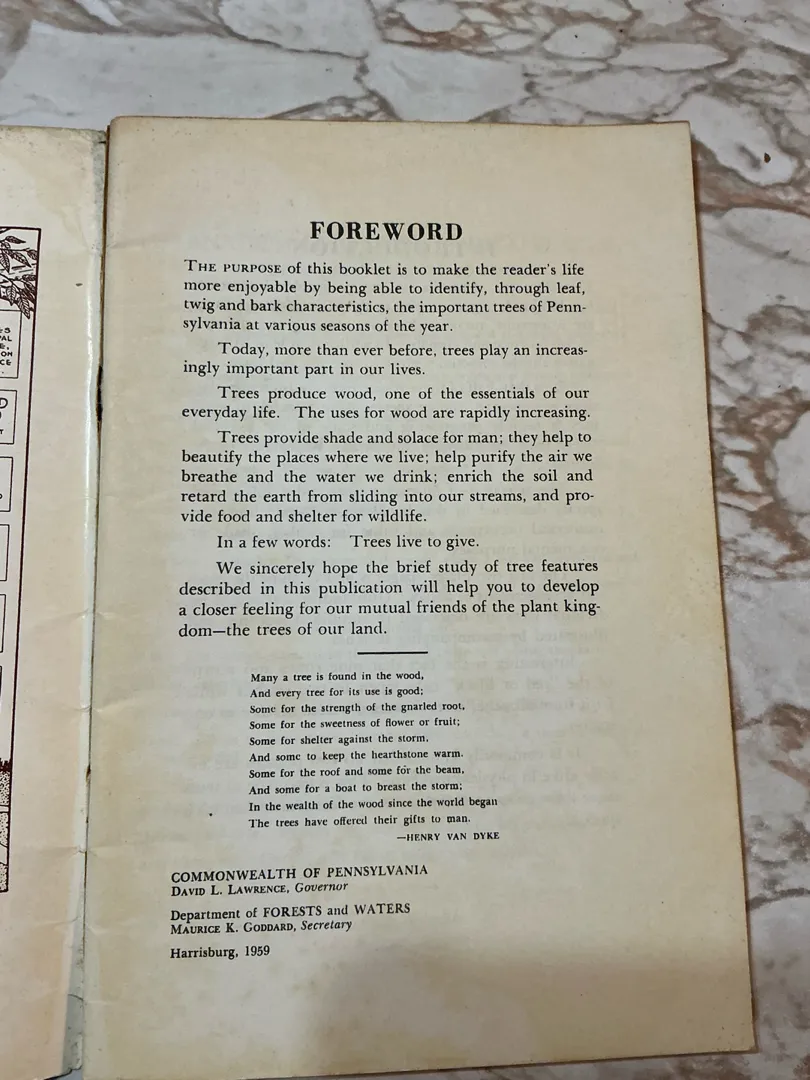 FOREWORD
THE PURPOSE of this booklet is to make the reader's life
more enjoyable by being able to identify, through leaf,
twig and bark characteristics, the important trees of Penn-
sylvania at various seasons of the year.
Today, more than ever before, trees play an increas-
ingly important part in our lives.
Trees produce wood, one of the essentials of our
everyday life. The uses for wood are rapidly increasing.
Trees provide shade and solace for man; they help to
beautify the places where we live; help purify the air we
breathe and the water we drink; enrich the soil and
retard the earth from sliding into our streams, and pro-
vide food and shelter for wildlife.
In a few words: Trees live to give.
We sincerely hope the brief study of tree features
described in this publication will help you to develop
a closer feeling for our mutual friends of the plant king-
dom—the trees of our land.
Many a tree is found in the wood,
And every tree for its use is good;
Some for the strength of the gnarled root,
Some for the sweetness of flower or fruit;
Some for shelter against the storm,
And some to keep the hearthstone warm.
Some for the roof and some for the beam,
And some for a boat to breast the storm;
In the wealth of the wood since the world began
The trees have offered their gifts to man.
—HENRY VAN DYKE
COMMONWEALTH OF PENNSYLVANIA
DAVID L. LAWRENCE, Governor
Department of FORESTS and WATERS
MAURICE K. GODDARD, Secretary
Harrisburg, 1959